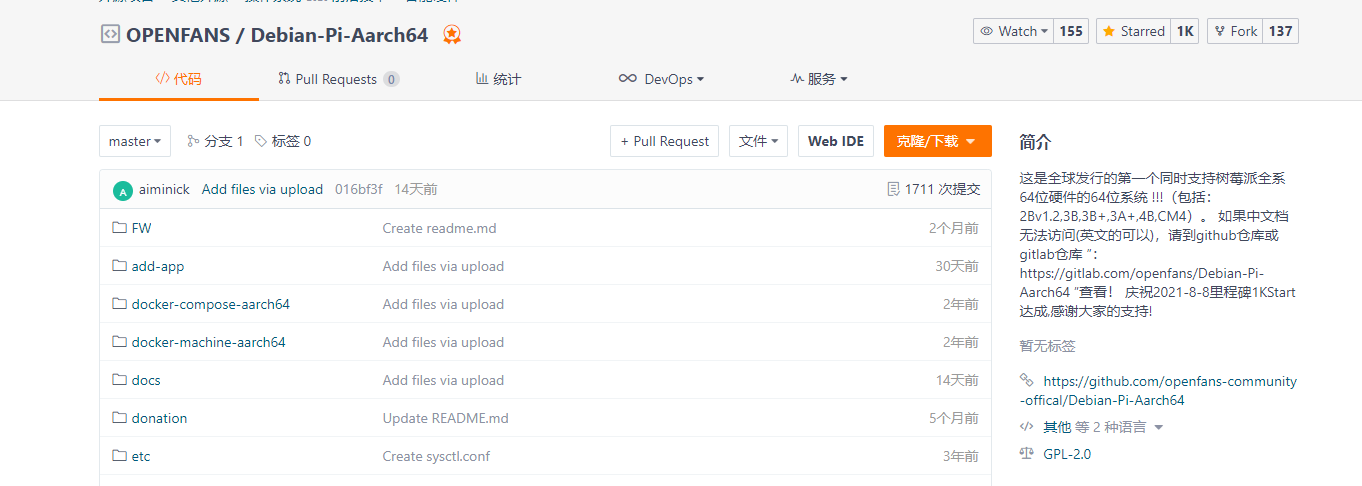 OPENFANS / Debian-Pi-Aarch64
Watch 155 Starred 1K Fork 137
代码 Pull Requests 0 统计 DevOps 服务
master 分支 1 标签 0 + Pull Request 文件 Web IDE 克隆/下载
A aiminick Add files via upload 016bf3f 14天前 1711 次提交
FW Create readme.md 2个月前
add-app Add files via upload 30天前
docker-compose-aarch64 Add files via upload 2年前
docker-machine-aarch64 Add files via upload 2年前
docs Add files via upload 14天前
donation Update README.md 5个月前
etc Create sysctl.conf 3年前
简介
这是全球发行的第一个同时支持树莓派全系
64位硬件的64位系统 !!!（包括：
2Bv1.2,3B,3B+,3A+,4B,CM4）。 如果中文档
无法访问(英文的可以)，请到github仓库或
gitlab仓库 “：
https://gitlab.com/openfans/Debian-Pi-
Aarch64 “查看！ 庆祝2021-8-8里程碑1KStart
达成,感谢大家的支持!
暂无标签
https://github.com/openfans-community
-offical/Debian-Pi-Aarch64
其他 等 2 种语言
GPL-2.0